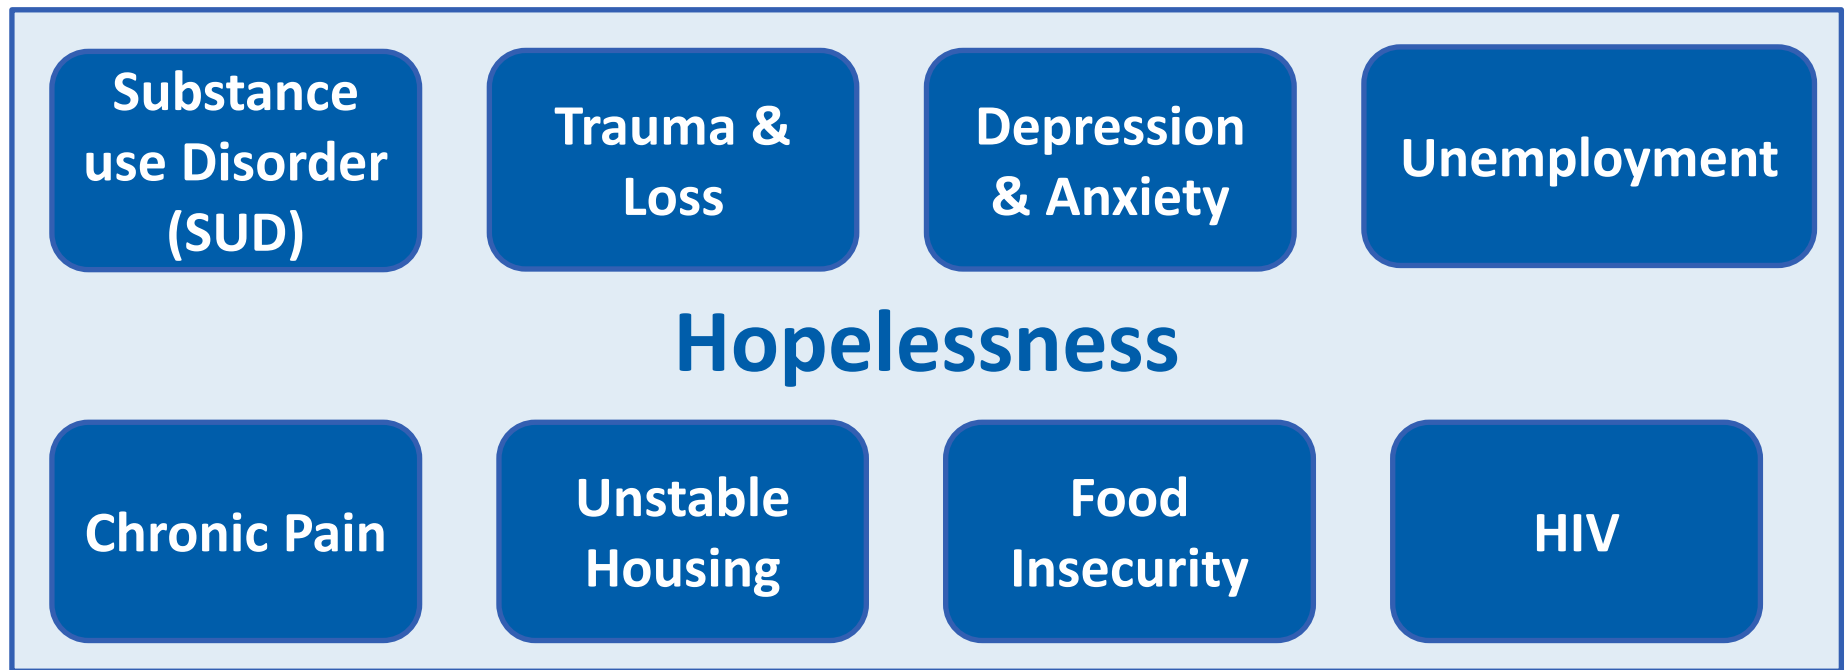 Substance
use Disorder
(SUD)
Trauma &
Loss
Depression
& Anxiety
Unemployment
Hopelessness
Chronic Pain
Unstable
Housing
Food
Insecurity
HIV